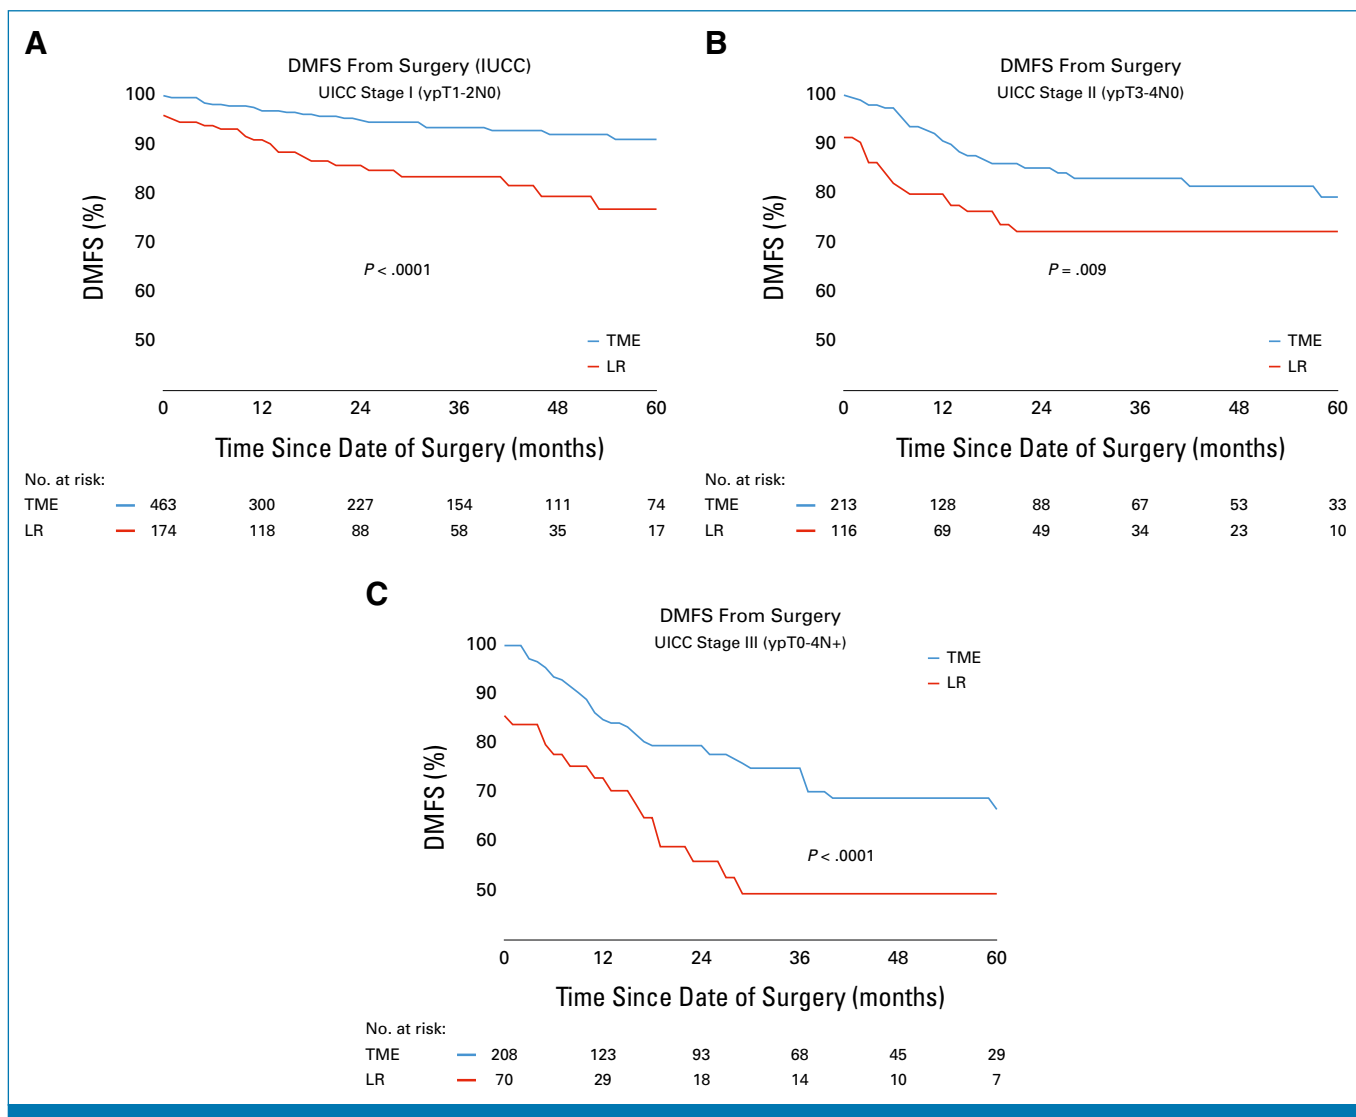 A
DMFS From Surgery (IUCC)
UICC Stage I (ypT1-2N0)
DMFS (%)
100
90
80
70
60
50
P < .0001
TME
LR
0 12 24 36 48 60
Time Since Date of Surgery (months)
No. at risk:
TME 463 300 227 154 111 74
LR 174 118 88 58 35 17
B
DMFS From Surgery
UICC Stage II (ypT3-4N0)
DMFS (%)
100
90
80
70
60
50
P = .009
TME
LR
0 12 24 36 48 60
Time Since Date of Surgery (months)
No. at risk:
TME 213 128 88 67 53 33
LR 116 69 49 34 23 10
C
DMFS From Surgery
UICC Stage III (ypT0-4N+)
DMFS (%)
100
90
80
70
60
50
TME
LR
P < .0001
0 12 24 36 48 60
Time Since Date of Surgery (months)
No. at risk:
TME 208 123 93 68 45 29
LR 70 29 18 14 10 7